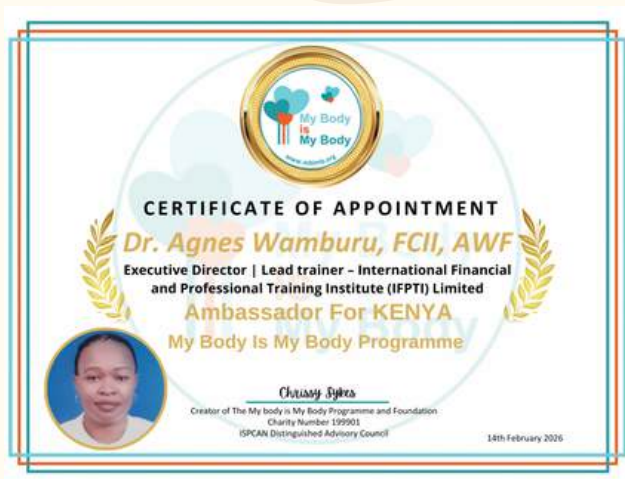 My Body
is
My Body
www.mbimb.org
CERTIFICATE OF APPOINTMENT
Dr. Agnes Wamburu, FCII, AWF
Executive Director | Lead trainer – International Financial
and Professional Training Institute (IFPTI) Limited
Ambassador For KENYA
My Body Is My Body Programme
Chrissy Sykes
Creator of The My body is My Body Programme and Foundation
Charity Number 199901
ISPCAN Distinguished Advisory Council
14th February 2026